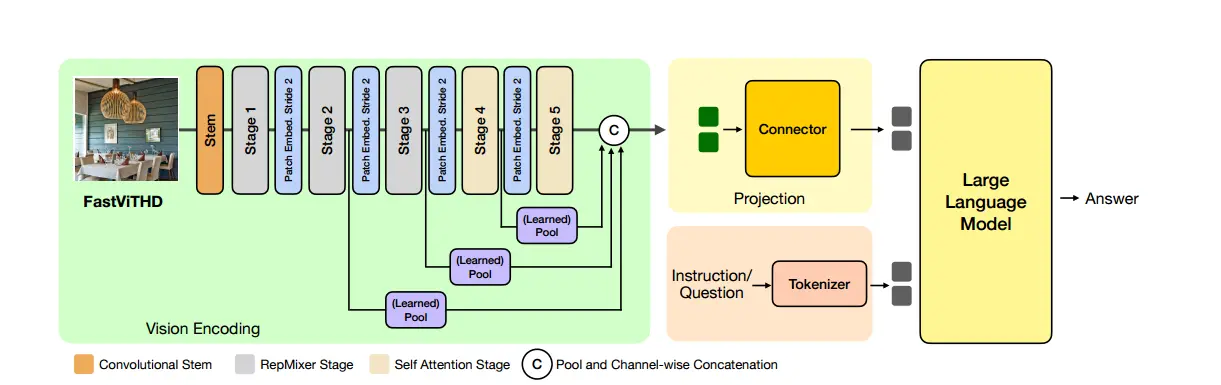 FastViTHD
Stem
Stage 1
Patch Embed. Stride 2
Stage 2
Patch Embed. Stride 2
Stage 3
Patch Embed. Stride 2
Stage 4
Patch Embed. Stride 2
Stage 5
C
(Learned)
Pool
(Learned)
Pool
(Learned)
Pool
Vision Encoding
Connector
Projection
Instruction/
Question
Tokenizer
Large
Language
Model
Answer
Convolutional Stem
RepMixer Stage
Self Attention Stage
C
Pool and Channel-wise Concatenation